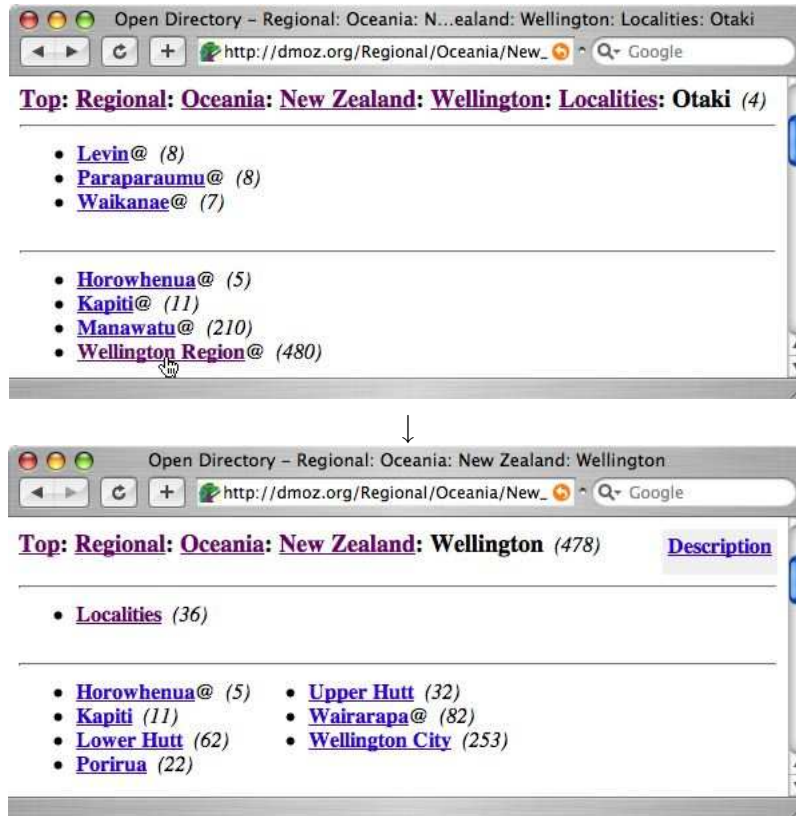 Open Directory – Regional: Oceania: N...ealand: Wellington: Localities: Otaki
http://dmoz.org/Regional/Oceania/New_ Q Google
Top: Regional: Oceania: New Zealand: Wellington: Localities: Otaki (4)
Levin@ (8)
Paraparaumu@ (8)
Waikanae@ (7)
Horowhenua@ (5)
Kapiti@ (11)
Manawatu@ (210)
Wellington Region@ (480)
↓
Open Directory – Regional: Oceania: New Zealand: Wellington
http://dmoz.org/Regional/Oceania/New_ Q Google
Top: Regional: Oceania: New Zealand: Wellington (478) Description
Localities (36)
Horowhenua@ (5) Upper Hutt (32)
Kapiti (11) Wairarapa@ (82)
Lower Hutt (62) Wellington City (253)
Porirua (22)